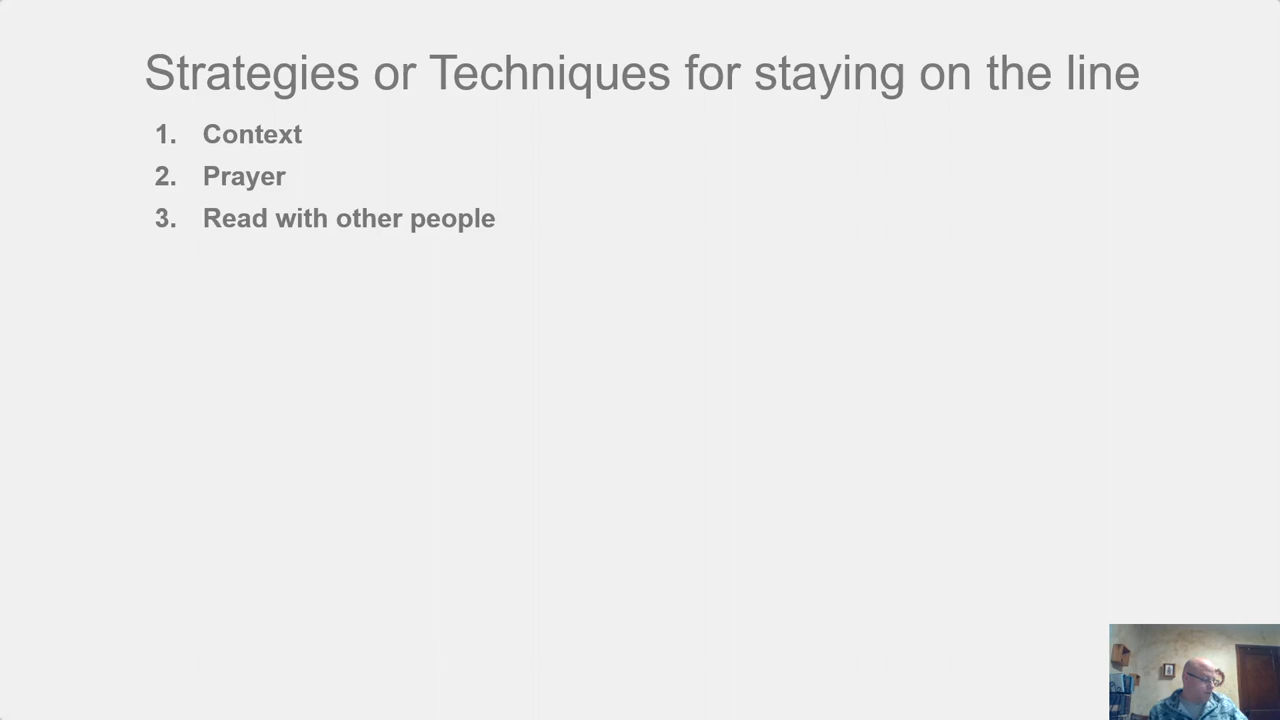 Strategies or Techniques for staying on the line
1. Context
2. Prayer
3. Read with other people